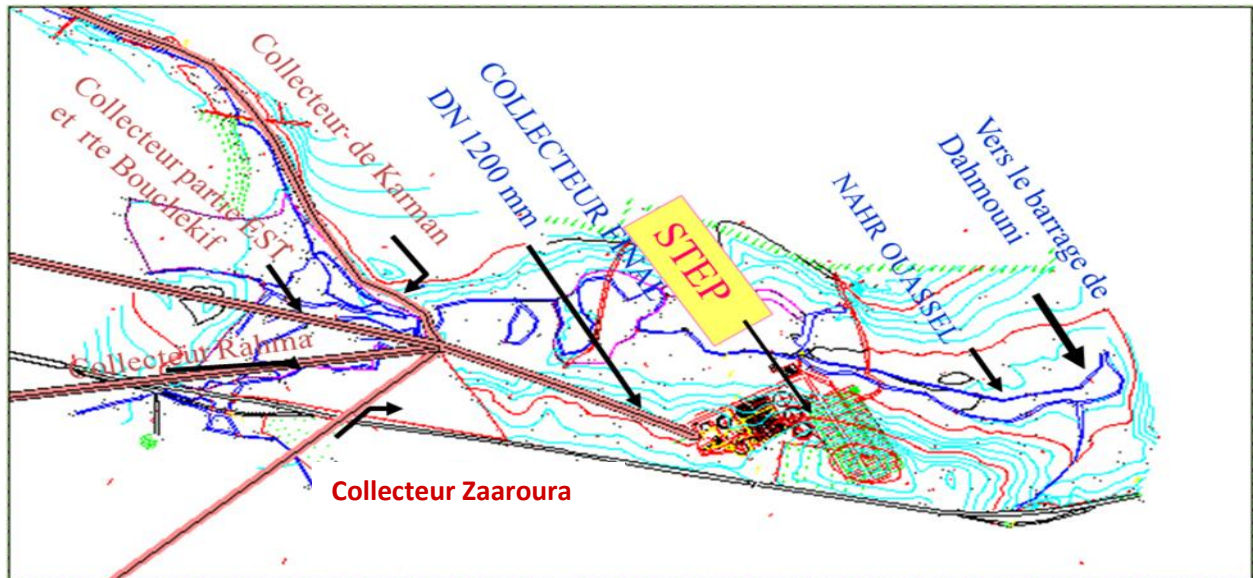 Collecteur de Karman
Collecteur partie EST
et rte Bouchekif
COLLECTEUR FINAL
DN 1200 mm
STEP
NAHR OUASSEL
Vers le barrage de
Dahmouni
Collecteur Rahma
Collecteur Zaaroura